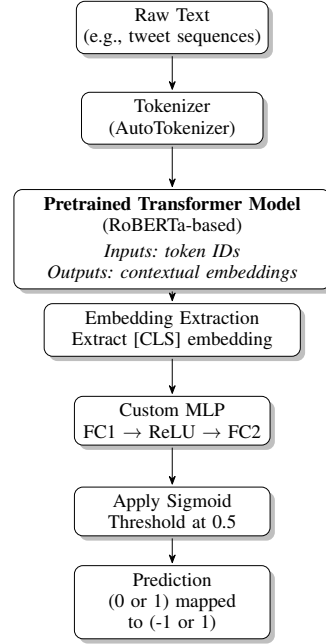 Raw Text
(e.g., tweet sequences)
Tokenizer
(AutoTokenizer)
Pretrained Transformer Model
(RoBERTa-based)
Inputs: token IDs
Outputs: contextual embeddings
Embedding Extraction
Extract [CLS] embedding
Custom MLP
FC1 → ReLU → FC2
Apply Sigmoid
Threshold at 0.5
Prediction
(0 or 1) mapped
to (-1 or 1)